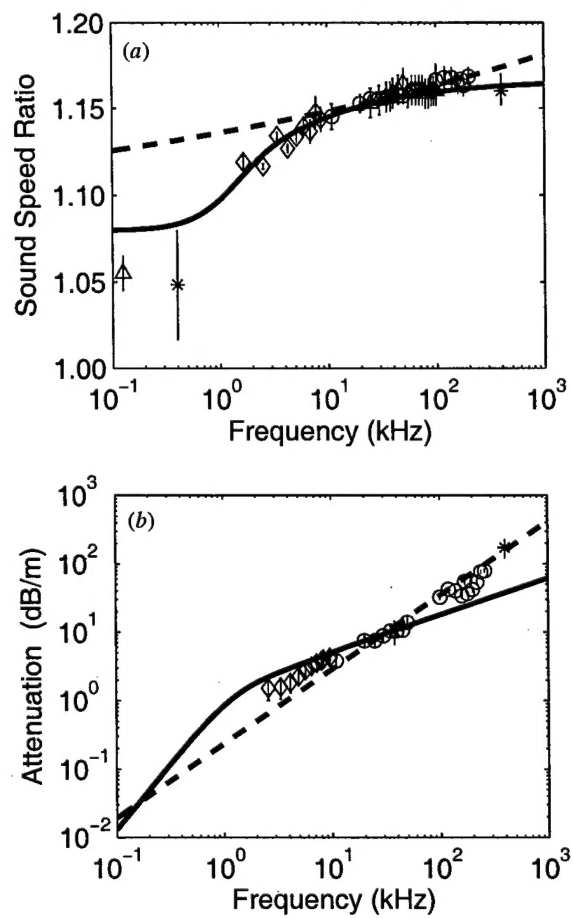 (a)
1.20
1.15
1.10
1.05
1.00
Sound Speed Ratio
10^-1 10^0 10^1 10^2 10^3
Frequency (kHz)
(b)
10^3
10^2
10^1
10^0
10^-1
10^-2
Attenuation (dB/m)
10^-1 10^0 10^1 10^2 10^3
Frequency (kHz)